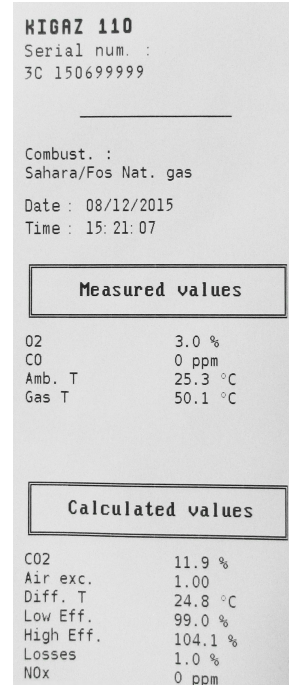 KIGAZ 110
Serial num. :
3C 150699999
Combust. :
Sahara/Fos Nat. gas
Date : 08/12/2015
Time : 15:21:07
Measured values
O2 3.0 %
CO 0 ppm
Amb. T 25.3 °C
Gas T 50.1 °C
Calculated values
CO2 11.9 %
Air exc. 1.00
Diff. T 24.8 °C
Low Eff. 99.0 %
High Eff. 104.1 %
Losses 1.0 %
NOx 0 ppm